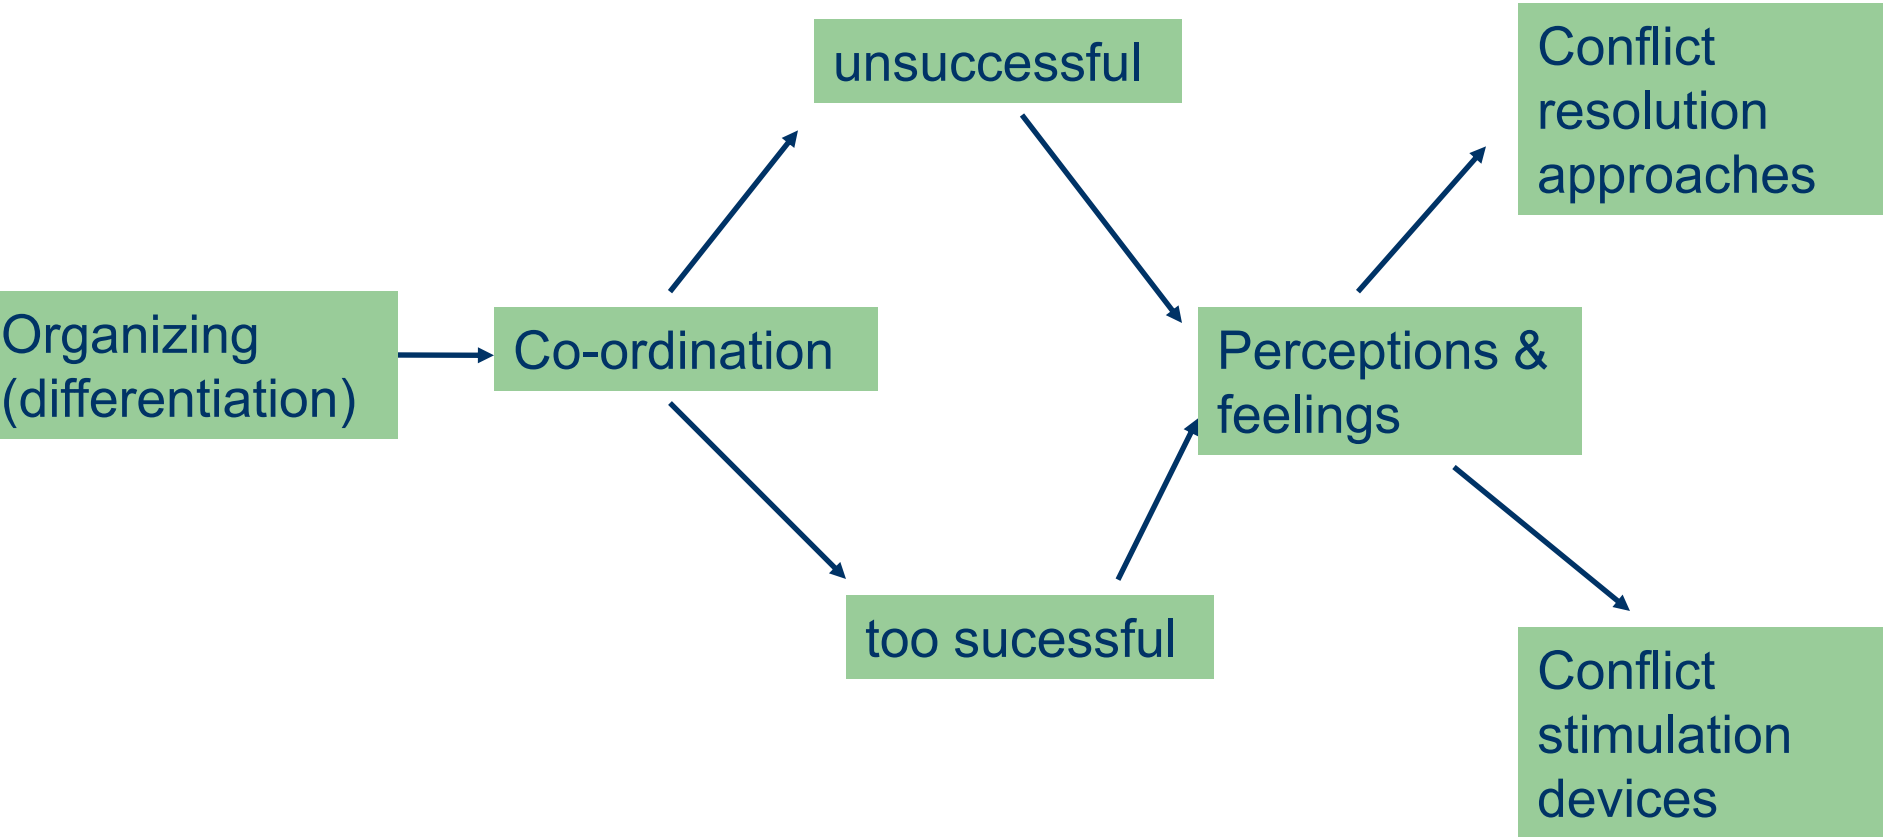 Organizing
(differentiation)
Co-ordination
unsuccessful
too sucessful
Perceptions &
feelings
Conflict
resolution
approaches
Conflict
stimulation
devices